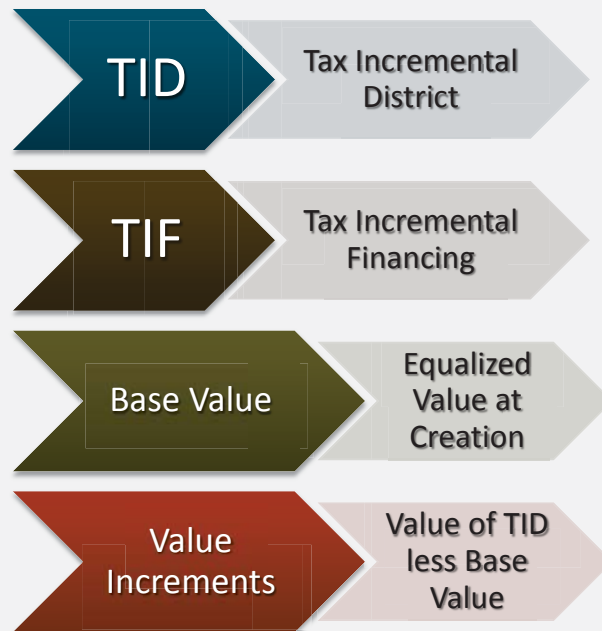 TID
Tax Incremental
District
TIF
Tax Incremental
Financing
Base Value
Equalized
Value at
Creation
Value
Increments
Value of TID
less Base
Value